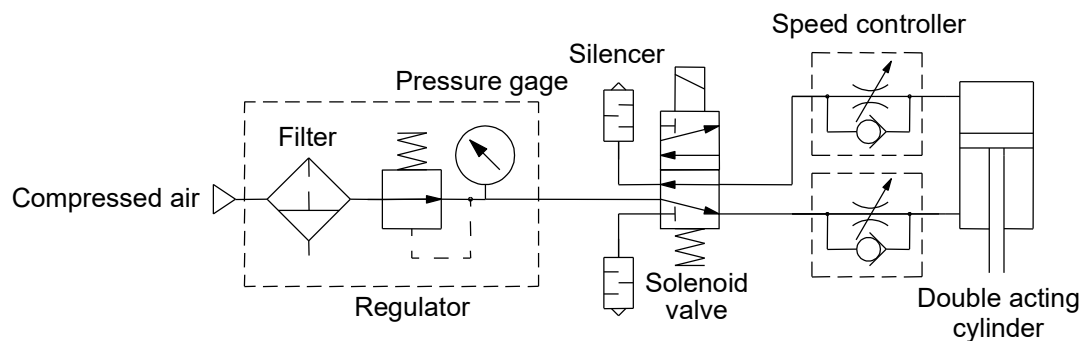 Speed controller
Silencer
Pressure gage
Filter
Compressed air
Regulator
Solenoid
valve
Double acting
cylinder